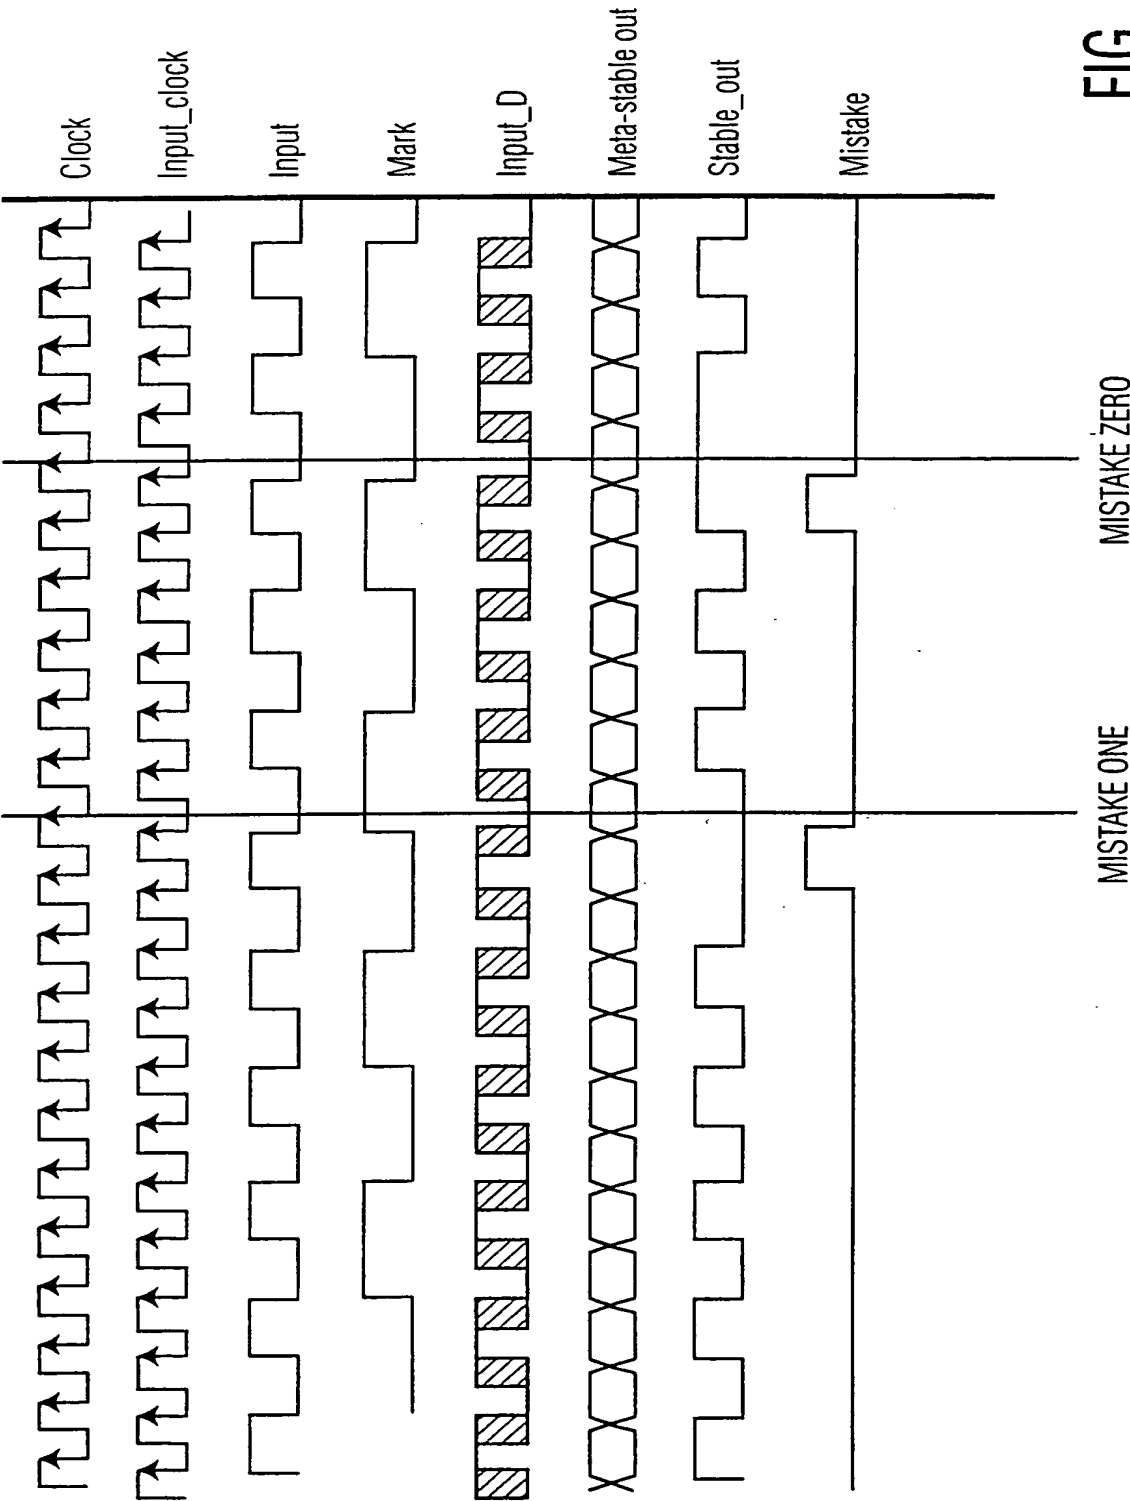 Clock
Input_clock
Input
Mark
Input_D
Meta-stable out
Stable_out
Mistake
MISTAKE ZERO
MISTAKE ONE
FIG